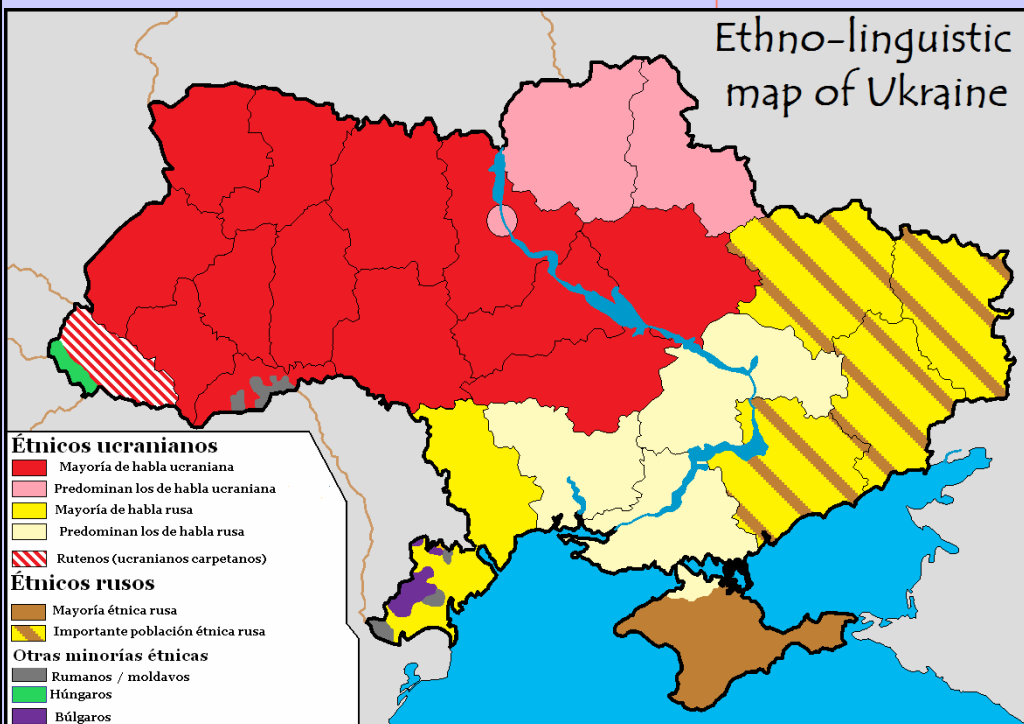 Ethno-linguistic
map of Ukraine
Étnicos ucranianos
Mayoría de habla ucraniana
Predominan los de habla ucraniana
Mayoría de habla rusa
Predominan los de habla rusa
Rutenos (ucranianos carpetanos)
Étnicos rusos
Mayoría étnica rusa
Importante población étnica rusa
Otras minorías étnicas
Rumanos / moldavos
Húngaros
Búlgaros